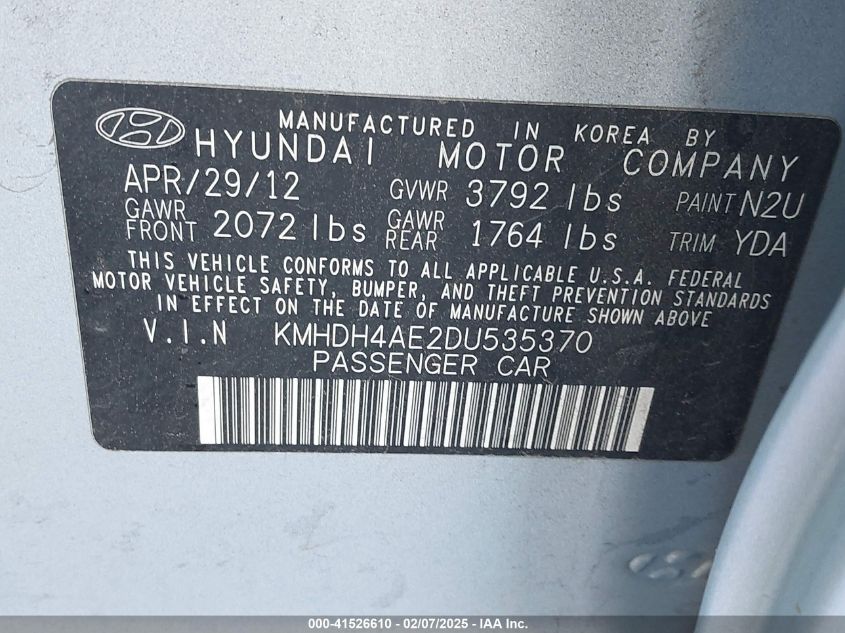 MANUFACTURED IN KOREA BY
HYUNDAI MOTOR COMPANY
APR/29/12 GVWR 3792 lbs PAINT N2U
GAWR FRONT 2072 lbs GAWR REAR 1764 lbs TRIM YDA
THIS VEHICLE CONFORMS TO ALL APPLICABLE U.S.A. FEDERAL
MOTOR VEHICLE SAFETY, BUMPER, AND THEFT PREVENTION STANDARDS
IN EFFECT ON THE DATE OF MANUFACTURE SHOWN ABOVE
V.I.N KMHDH4AE2DU535370
PASSENGER CAR
000-41526610 - 02/07/2025 - IAA Inc.